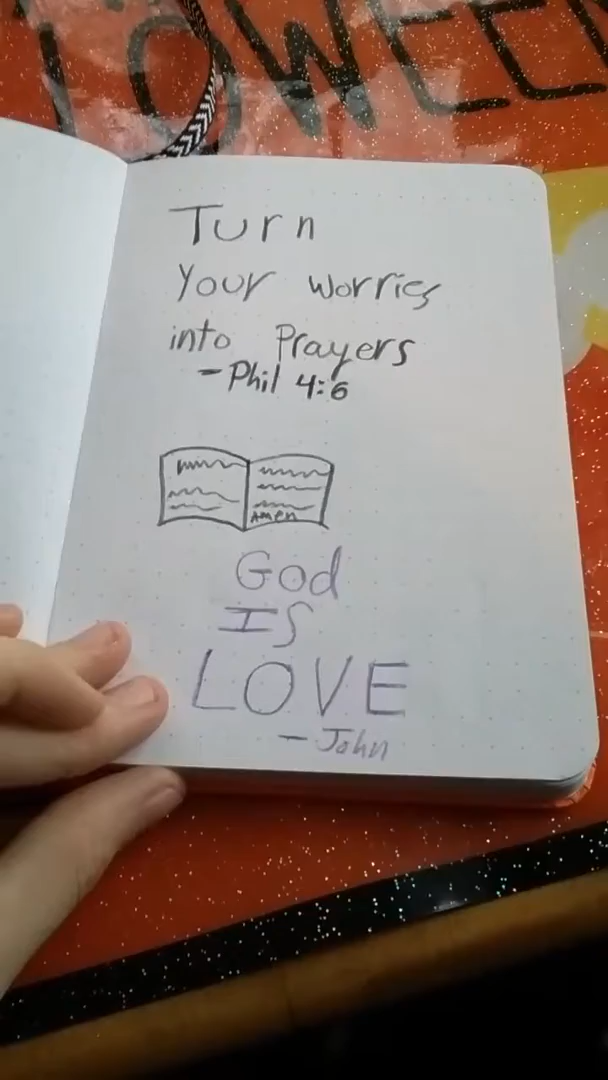 Turn
Your Worries
into Prayers
- Phil 4:6
Amen
God
IS
LOVE
- John